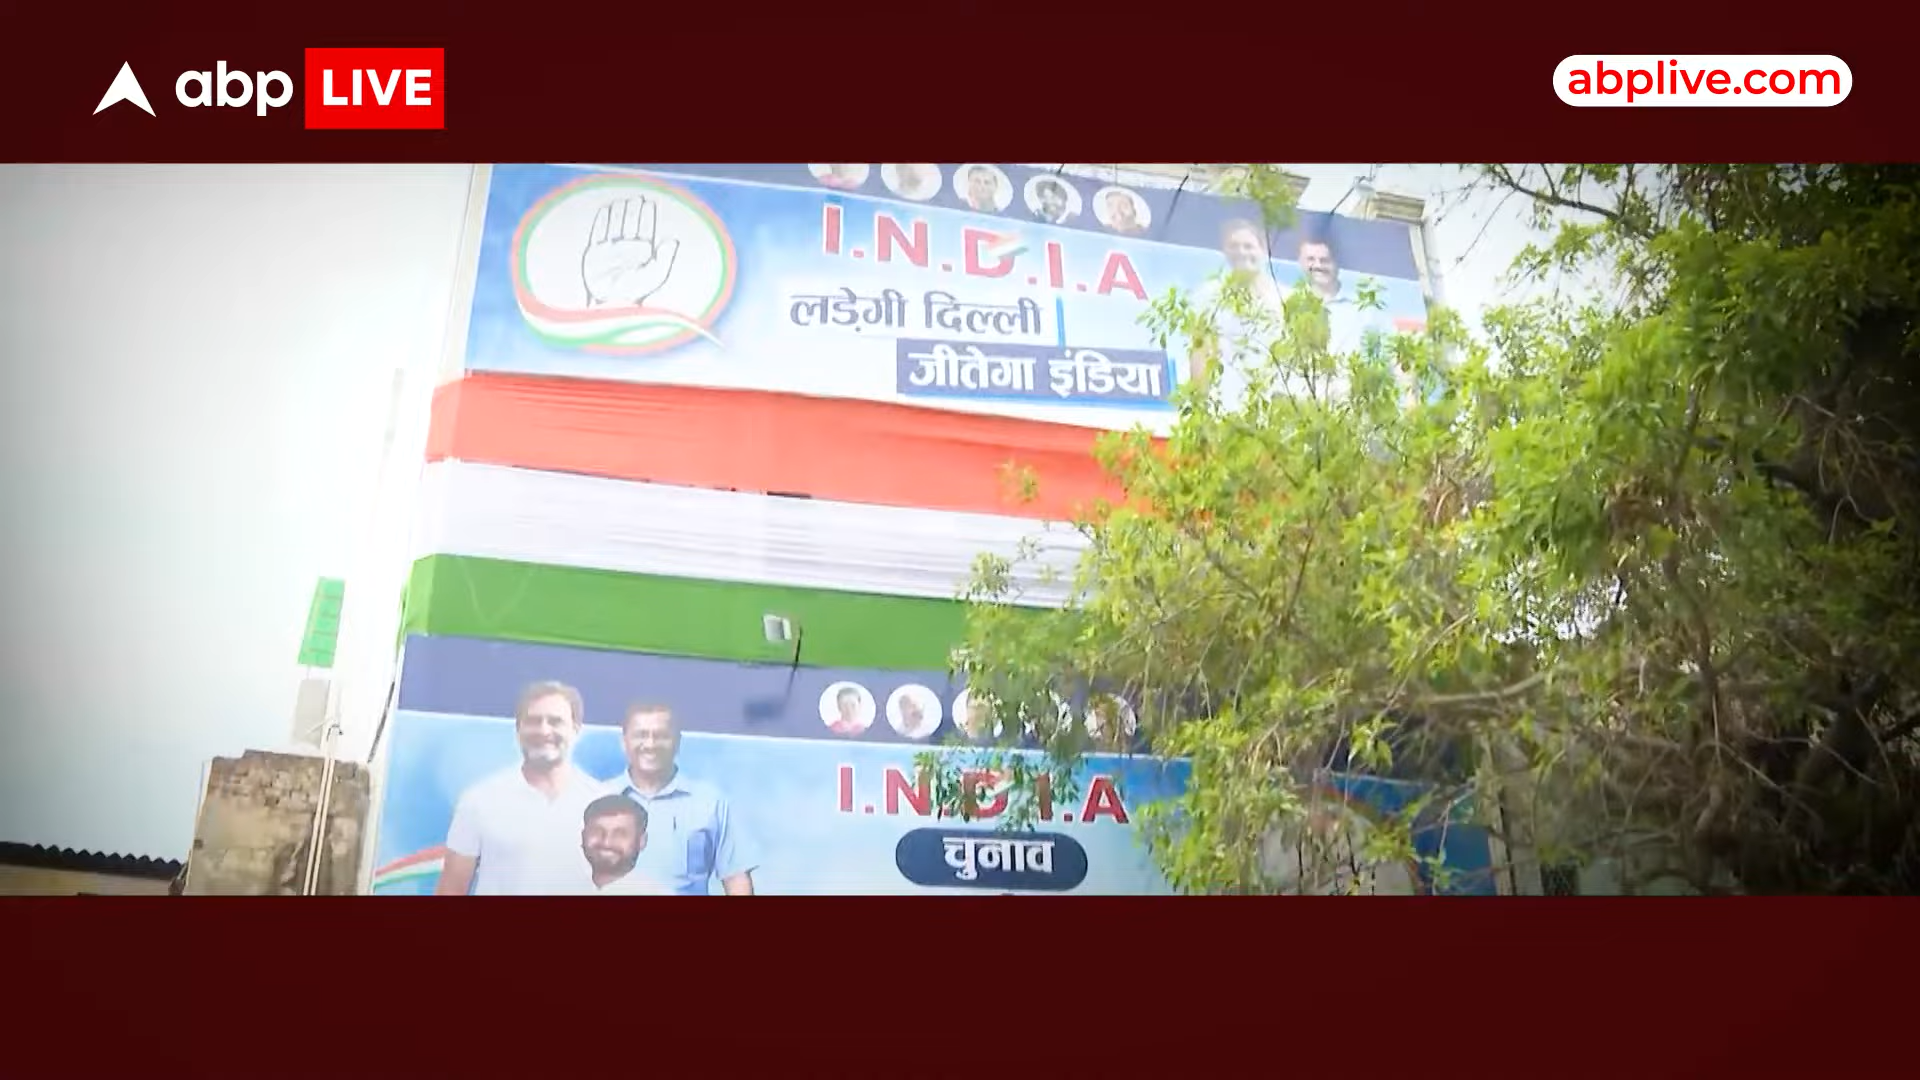 abp LIVE
abplive.com
I.N.D.I.A
लड़ेगी दिल्ली
जीतेगा इंडिया
I.N.D.I.A
चुनाव